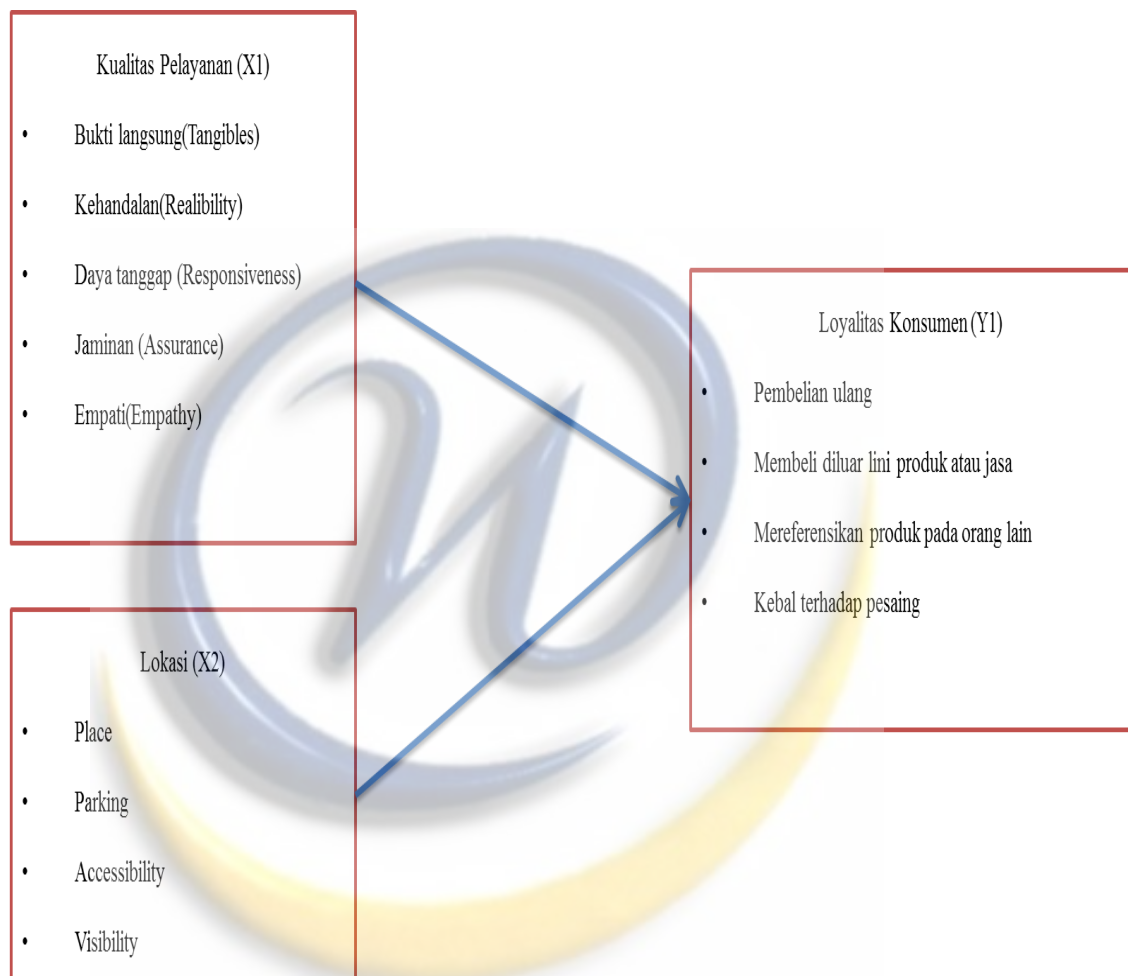 Kualitas Pelayanan (X1)
• Bukti langsung(Tangibles)
• Kehandalan(Realibility)
• Daya tanggap (Responsiveness)
• Jaminan (Assurance)
• Empati(Empathy)
Lokasi (X2)
• Place
• Parking
• Accessibility
• Visibility
Loyalitas Konsumen (Y1)
• Pembelian ulang
• Membeli diluar lini produk atau jasa
• Mereferensikan produk pada orang lain
• Kebal terhadap pesaing